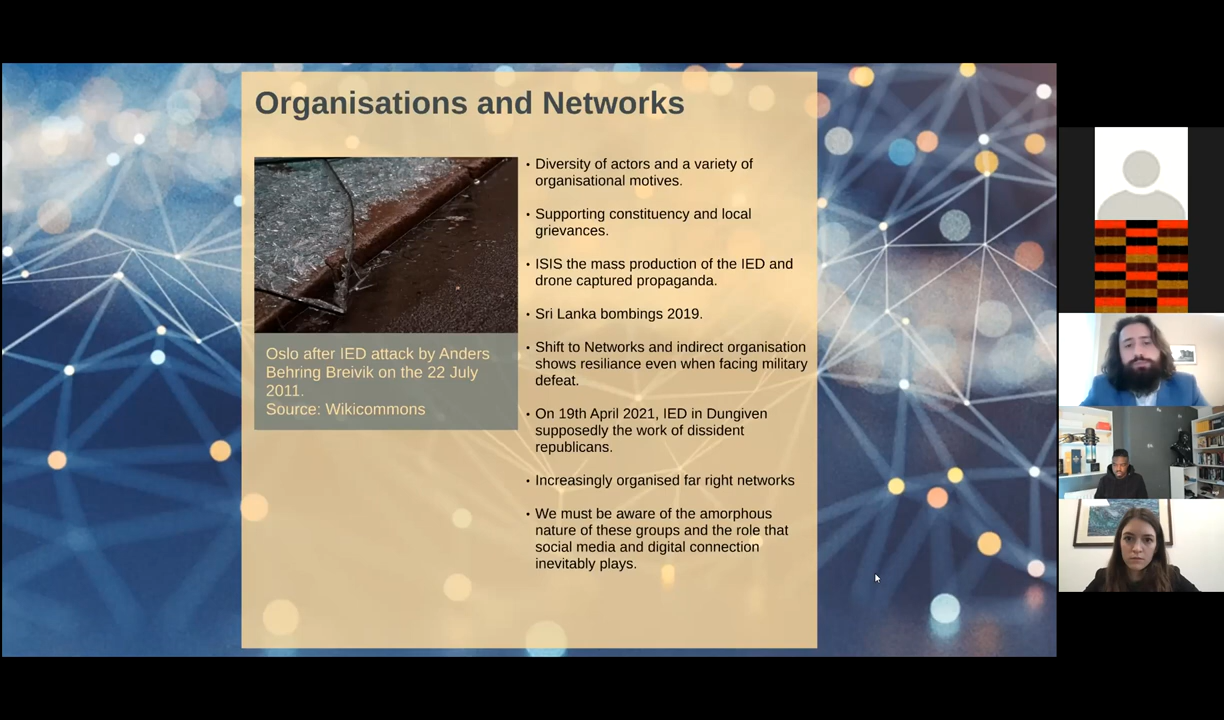 Organisations and Networks
Oslo after IED attack by Anders
Behring Breivik on the 22 July
2011.
Source: Wikicommons
• Diversity of actors and a variety of
organisational motives.
• Supporting constituency and local
grievances.
• ISIS the mass production of the IED and
drone captured propaganda.
• Sri Lanka bombings 2019.
• Shift to Networks and indirect organisation
shows resiliance even when facing military
defeat.
• On 19th April 2021, IED in Dungiven
supposedly the work of dissident
republicans.
• Increasingly organised far right networks
• We must be aware of the amorphous
nature of these groups and the role that
social media and digital connection
inevitably plays.